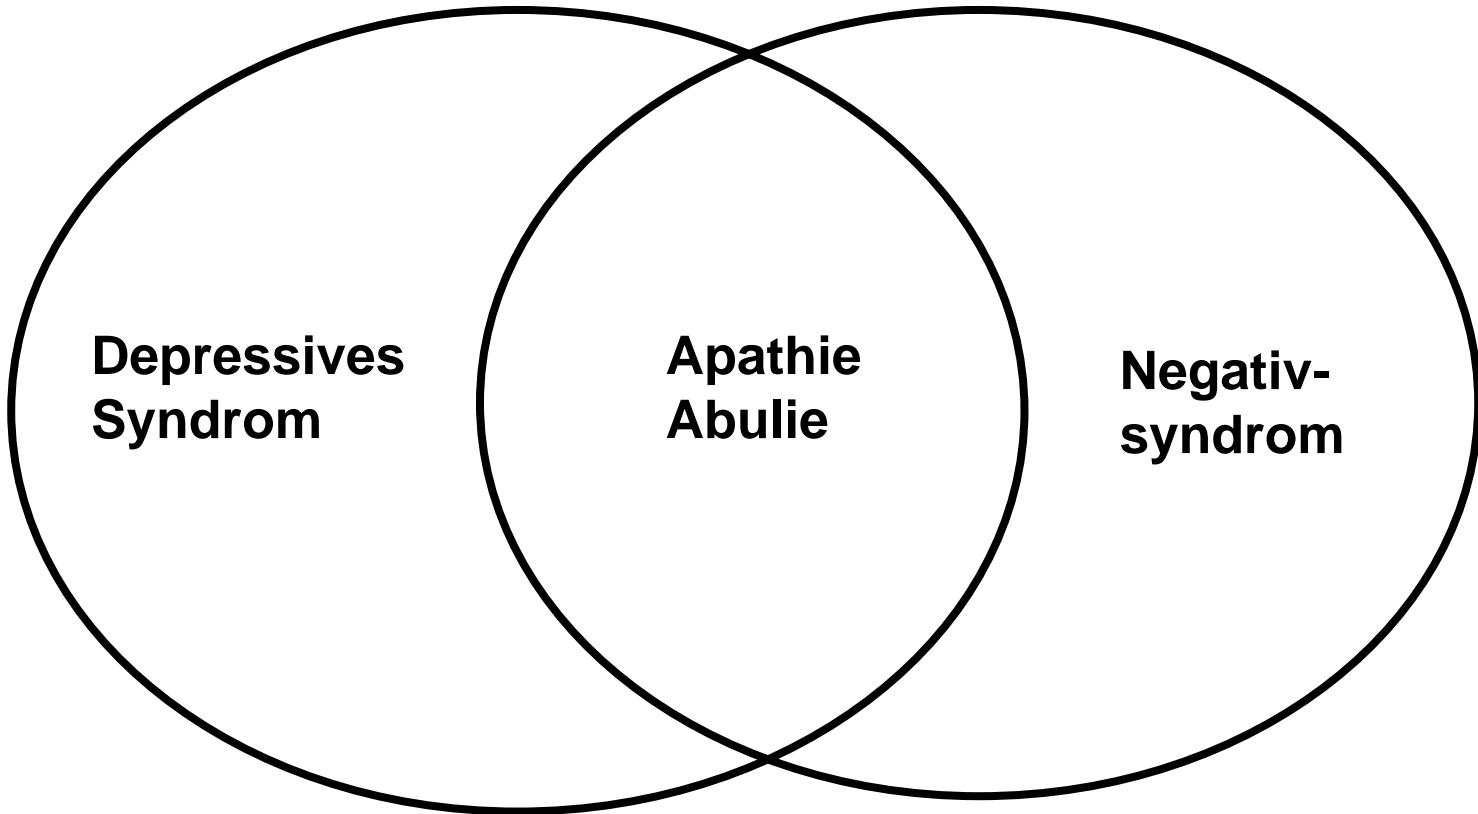 Depressives
Syndrom
Apathie
Abulie
Negativ-
syndrom